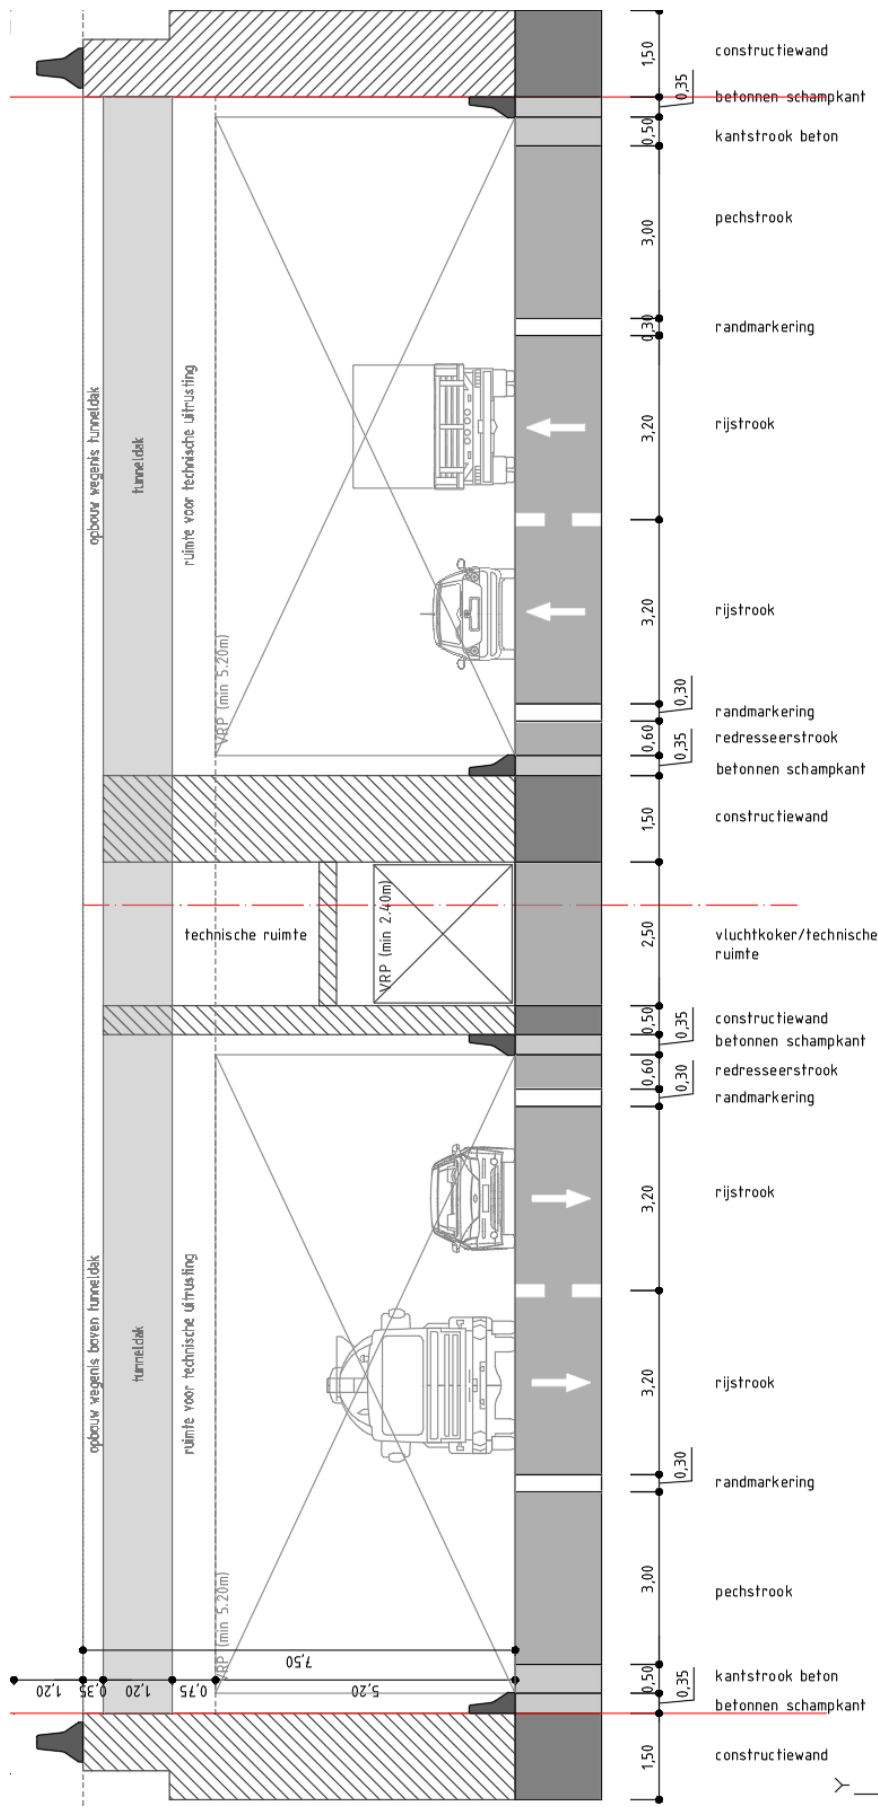 1,50
constructiewand
0,35
betonnen schampkant
0,50
kantstrook beton
3,00
pechstrook
0,30
randmarkering
3,20
rijstrook
3,20
rijstrook
0,30
randmarkering
0,60
redresseerstrook
0,35
betonnen schampkant
1,50
constructiewand
2,50
vluchtkoker/technische
ruimte
0,50
constructiewand
0,35
betonnen schampkant
0,60
redresseerstrook
0,30
randmarkering
3,20
rijstrook
3,20
rijstrook
0,30
randmarkering
3,00
pechstrook
0,50
kantstrook beton
0,35
betonnen schampkant
1,50
constructiewand
opbouw wegenis tunneldak
tunneldak
ruimte voor technische uitrusting
VRP (min 5.20m)
technische ruimte
VRP (min 2.40m)
opbouw wegenis boven tunneldak
tunneldak
ruimte voor technische uitrusting
VRP (min 5.20m)
7,50
1,20
0,35
1,20
0,75
5,20
Y